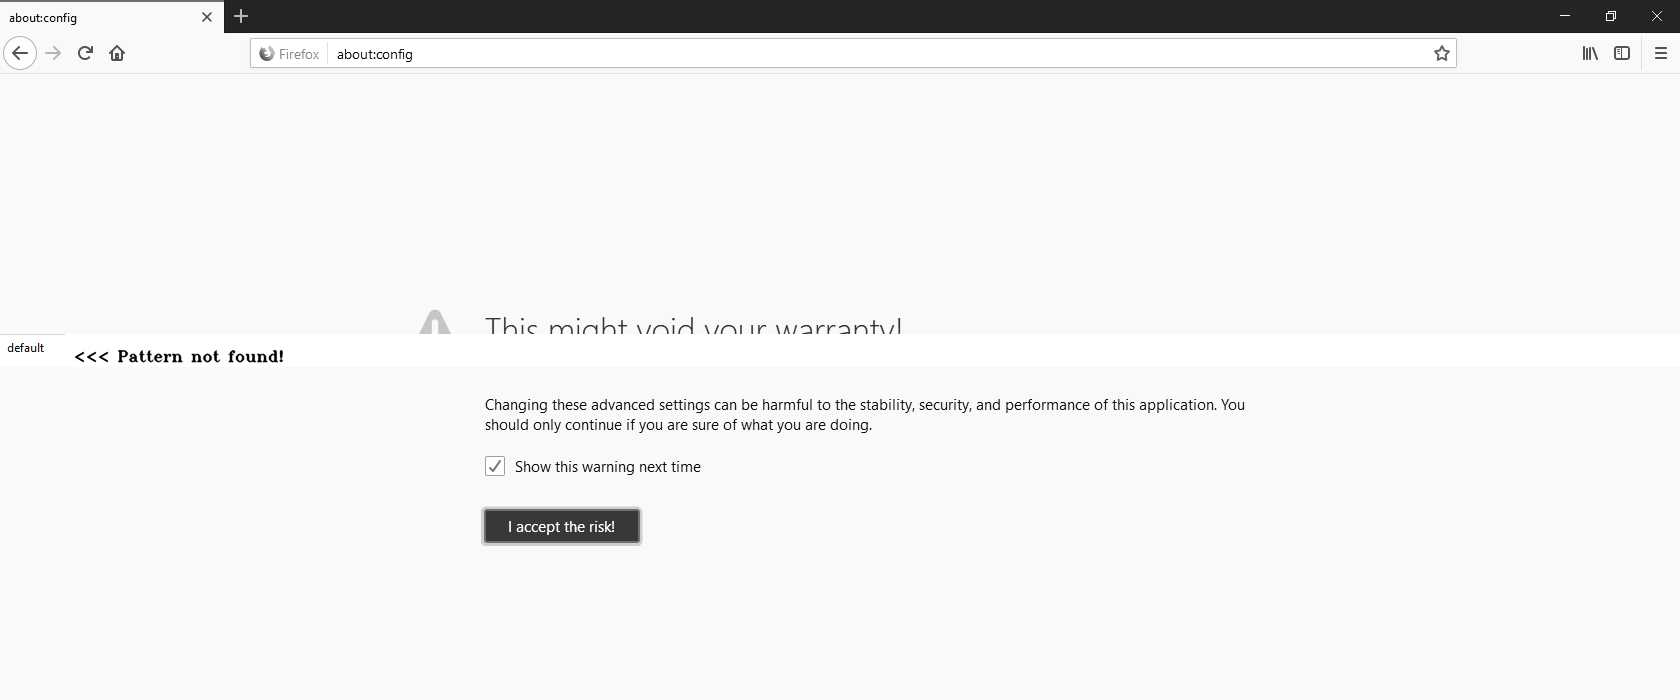 about:config
Firefox about:config
This might void your warranty!
default
<<< Pattern not found!
Changing these advanced settings can be harmful to the stability, security, and performance of this application. You
should only continue if you are sure of what you are doing.
Show this warning next time
I accept the risk!